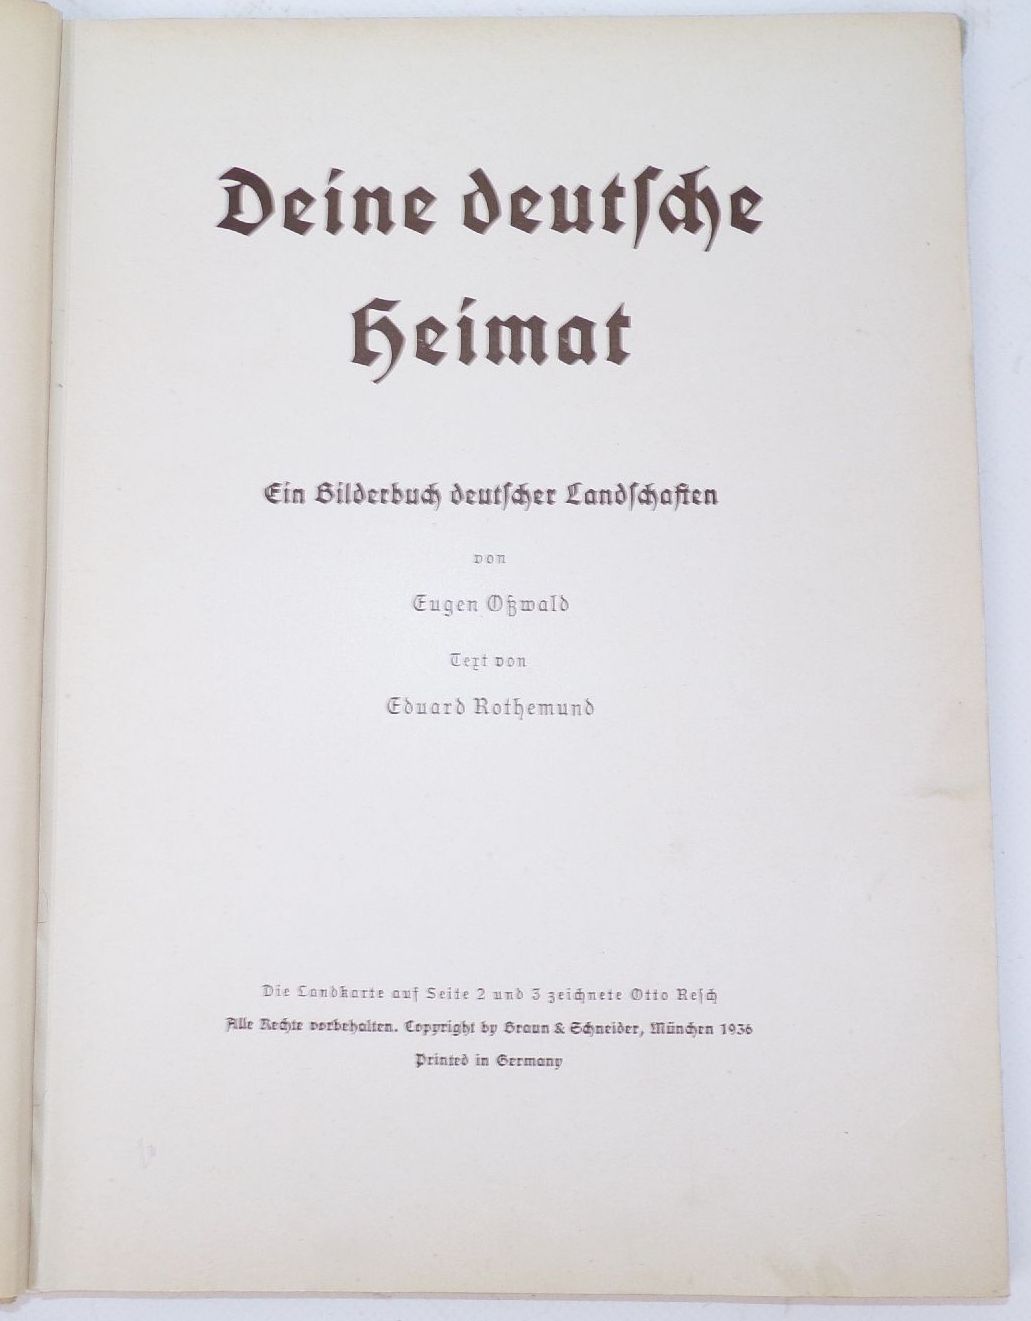 Deine deutsche
Heimat
Ein Bilderbuch deutscher Landschaften
von
Eugen Oßwald
Text von
Eduard Rothemund
Die Landkarte auf Seite 2 und 3 zeichnete Otto Resch
Alle Rechte vorbehalten. Copyright by Braun & Schneider, München 1936
Printed in Germany